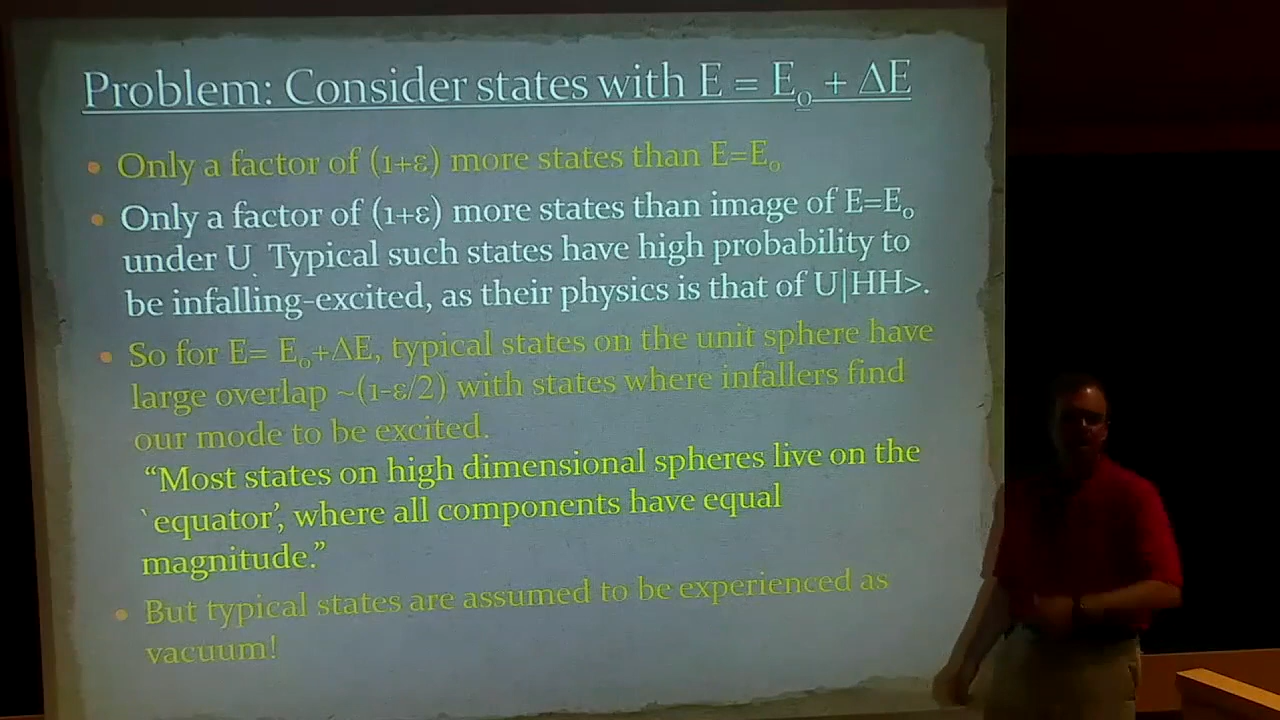 Problem: Consider states with E = E₀ + ΔE
• Only a factor of (1+ε) more states than E=E₀
• Only a factor of (1+ε) more states than image of E=E₀
under U. Typical such states have high probability to
be infalling-excited, as their physics is that of U|HH>.
• So for E= E₀+ΔE, typical states on the unit sphere have
large overlap ~(1-ε/2) with states where infallers find
our mode to be excited.
“Most states on high dimensional spheres live on the
`equator’, where all components have equal
magnitude.”
• But typical states are assumed to be experienced as
vacuum!